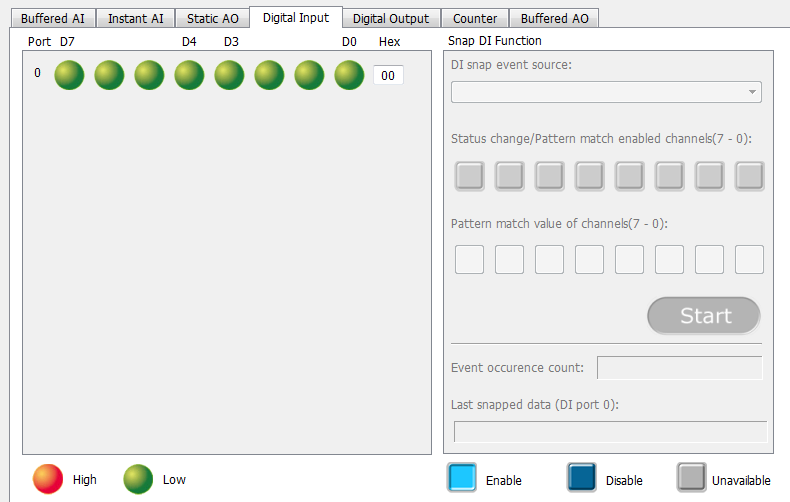 Buffered AI Instant AI Static AO Digital Input Digital Output Counter Buffered AO
Port D7 D4 D3 D0 Hex
0 00
Snap DI Function
DI snap event source:
Status change/Pattern match enabled channels(7 - 0):
Pattern match value of channels(7 - 0):
Start
Event occurence count:
Last snapped data (DI port 0):
High Low
Enable Disable Unavailable